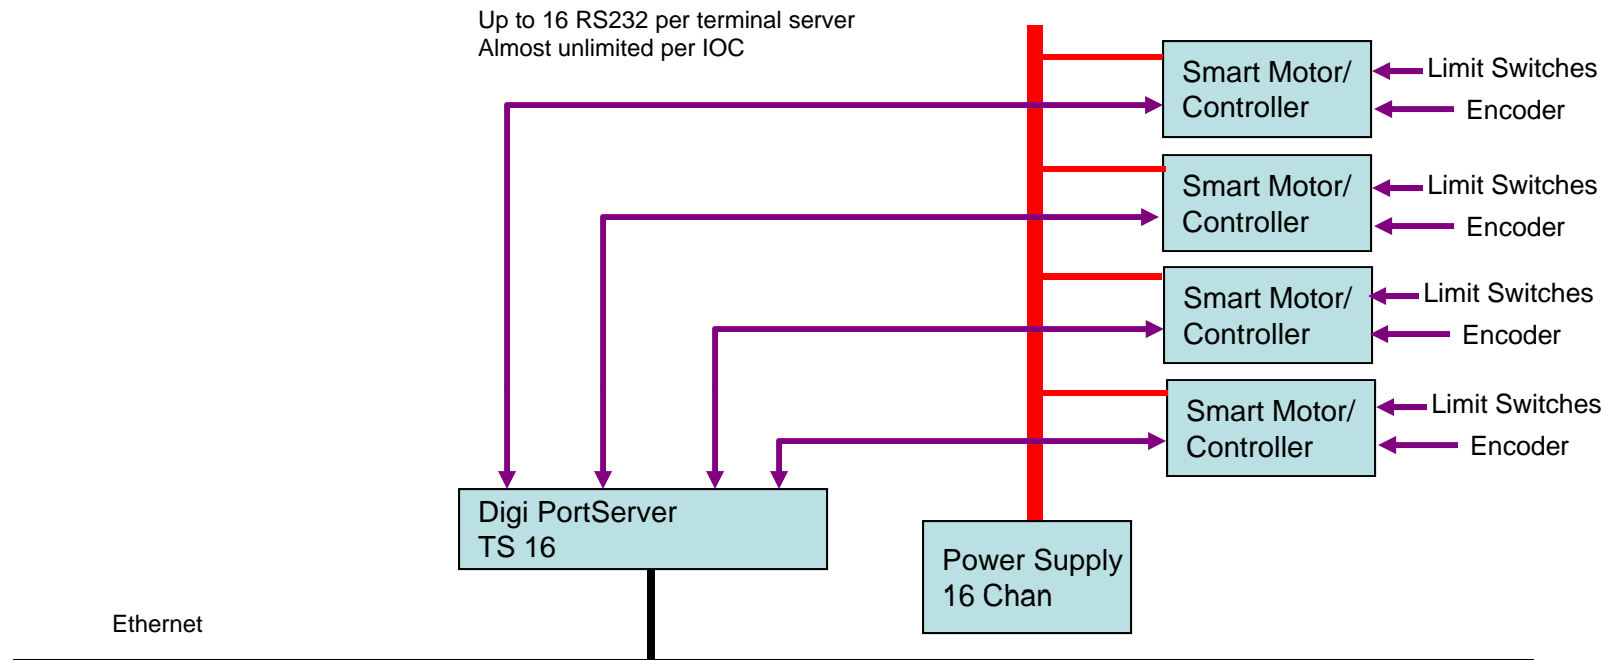 Up to 16 RS232 per terminal server
Almost unlimited per IOC
Smart Motor/
Controller
Limit Switches
Encoder
Smart Motor/
Controller
Limit Switches
Encoder
Smart Motor/
Controller
Limit Switches
Encoder
Smart Motor/
Controller
Limit Switches
Encoder
Digi PortServer
TS 16
Power Supply
16 Chan
Ethernet